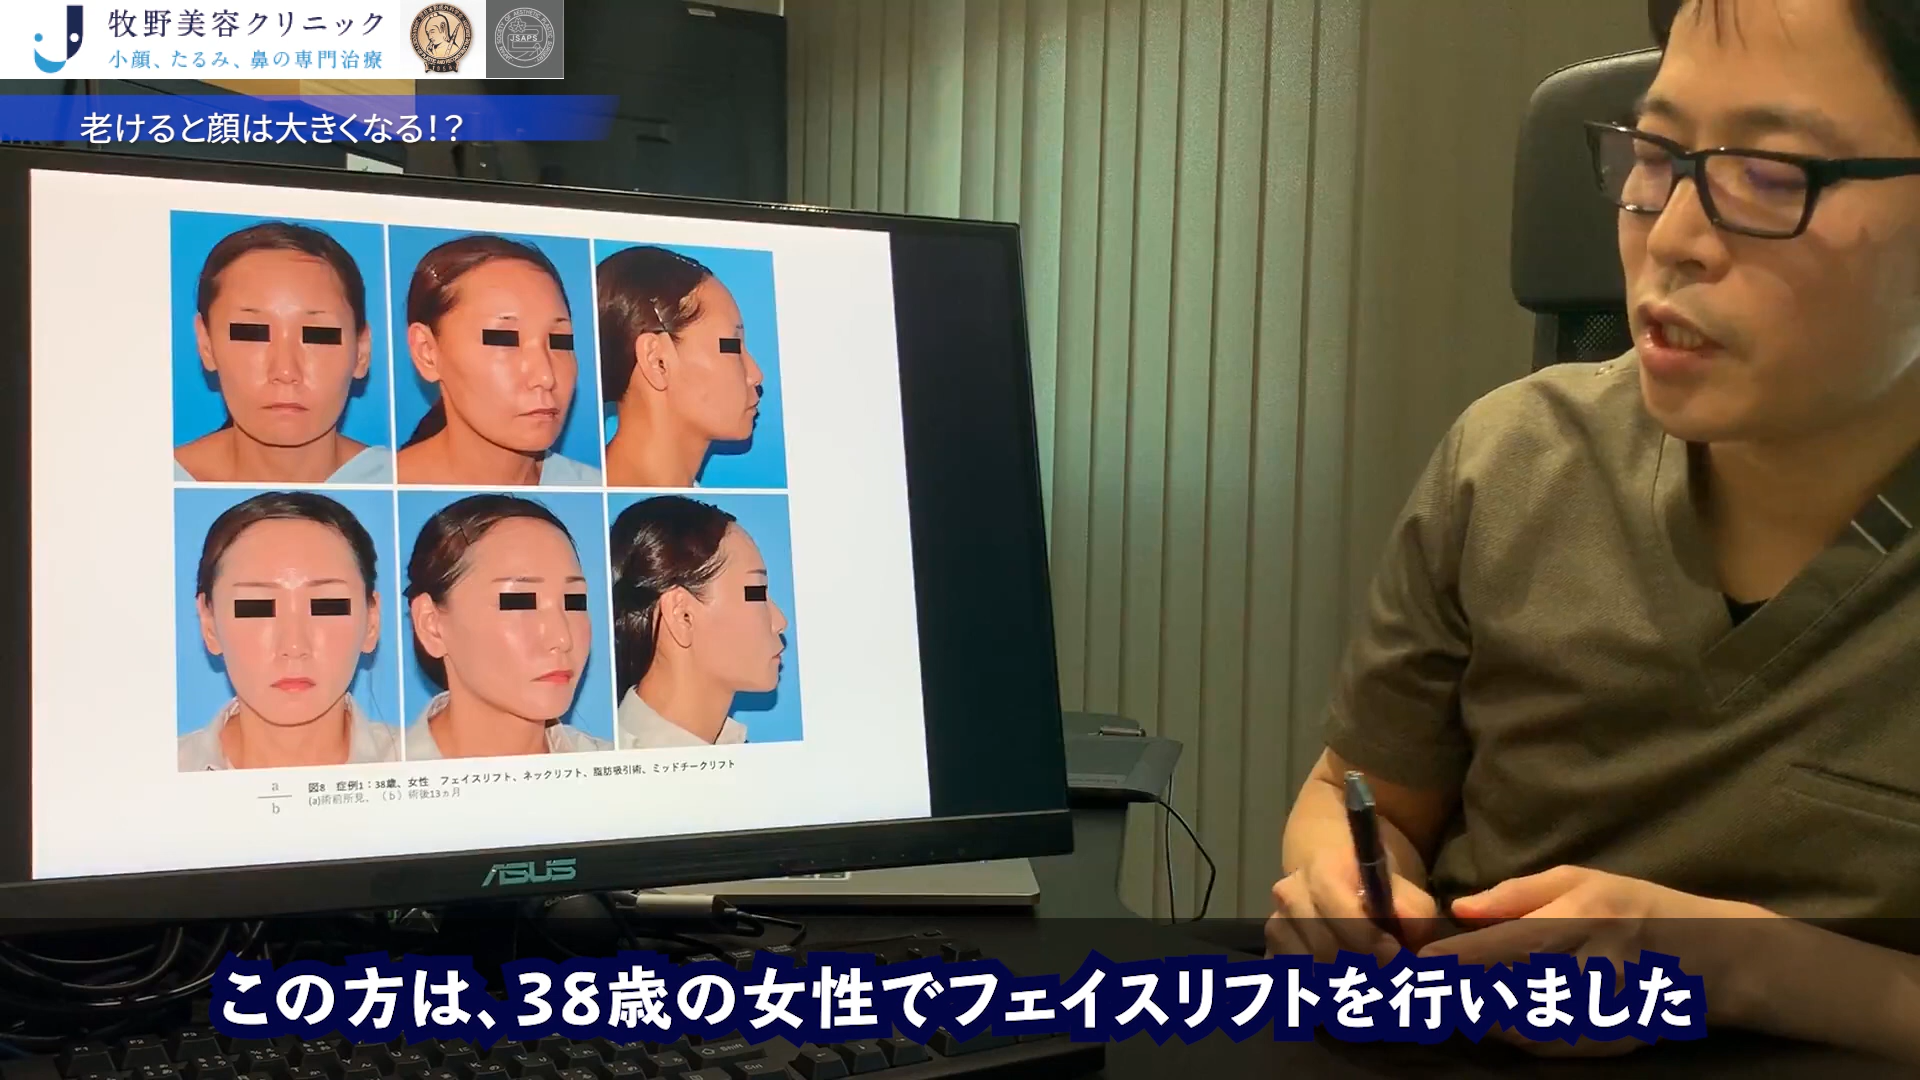 牧野美容クリニック
小顔、たるみ、鼻の専門治療
JSAPS
老けると顔は大きくなる!?
a
b
図8 症例1：38歳、女性 フェイスリフト、ネックリフト、脂肪吸引術、ミッドチークリフト
(a)術前所見、（b）術後13ヵ月
ASUS
この方は、38歳の女性でフェイスリフトを行いました